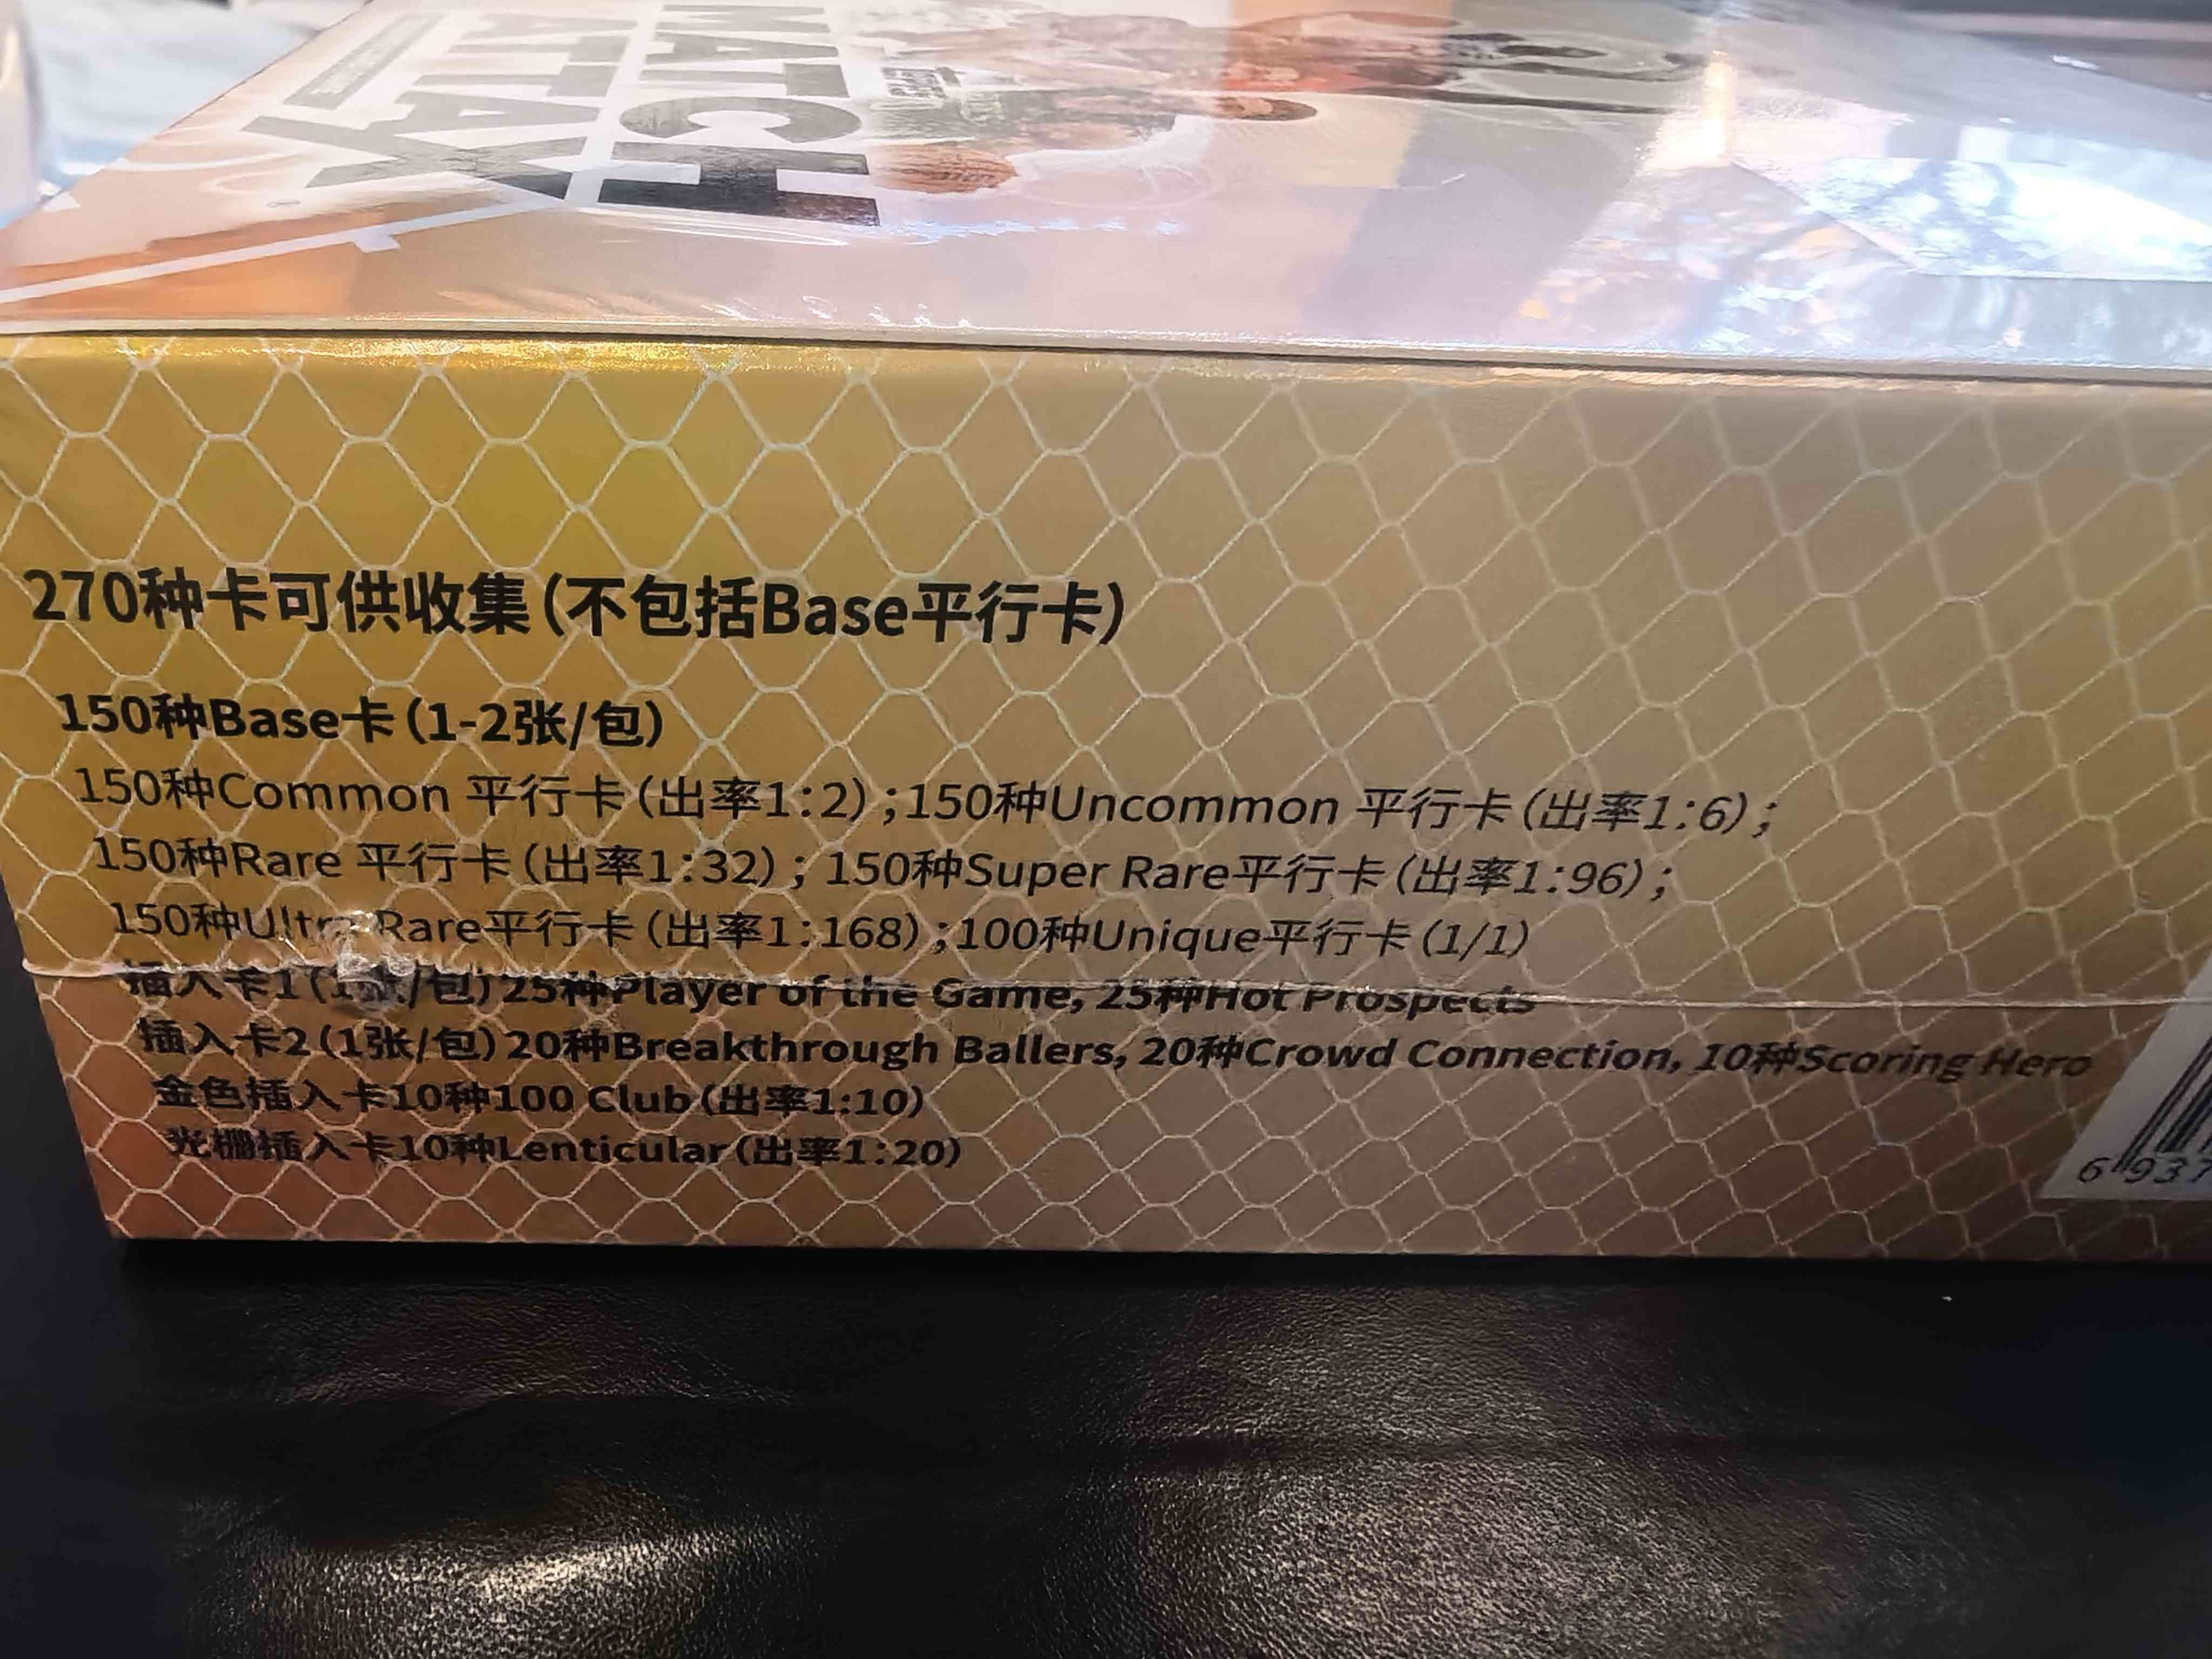 MATCH
ATTAX
270种卡可供收集(不包括Base平行卡)
150种Base卡(1-2张/包)
150种Common 平行卡(出率1:2);150种Uncommon 平行卡(出率1:6);
150种Rare 平行卡(出率1:32);150种Super Rare平行卡(出率1:96);
150种Ultra Rare平行卡(出率1:168);100种Unique平行卡(1/1)
插入卡1(1张/包)25种Player of the Game, 25种Hot Prospects
插入卡2(1张/包)20种Breakthrough Ballers, 20种Crowd Connection, 10种Scoring Hero
金色插入卡10种100 Club(出率1:10)
光栅插入卡10种Lenticular(出率1:20)
6 937